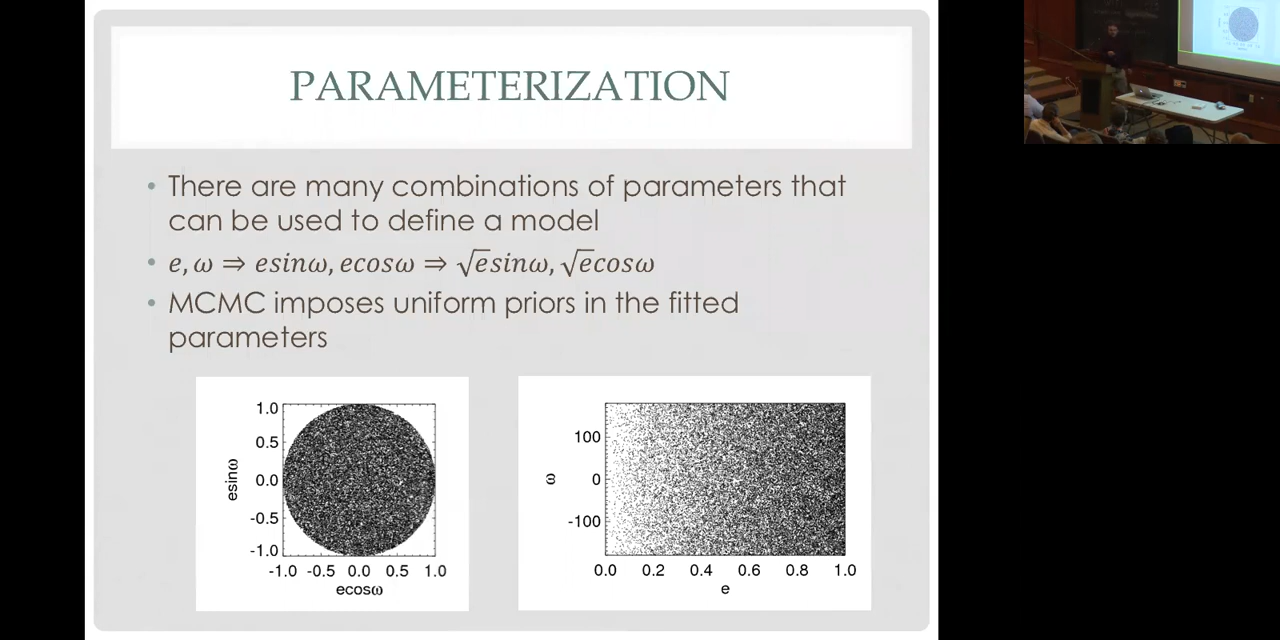 PARAMETERIZATION
• There are many combinations of parameters that
can be used to define a model
• e, ω ⇒ esinω, ecosω ⇒ √e sinω, √e cosω
• MCMC imposes uniform priors in the fitted
parameters
esinω
1.0
0.5
0.0
-0.5
-1.0
-1.0 -0.5 0.0 0.5 1.0
ecosω
ω
100
0
-100
0.0 0.2 0.4 0.6 0.8 1.0
e